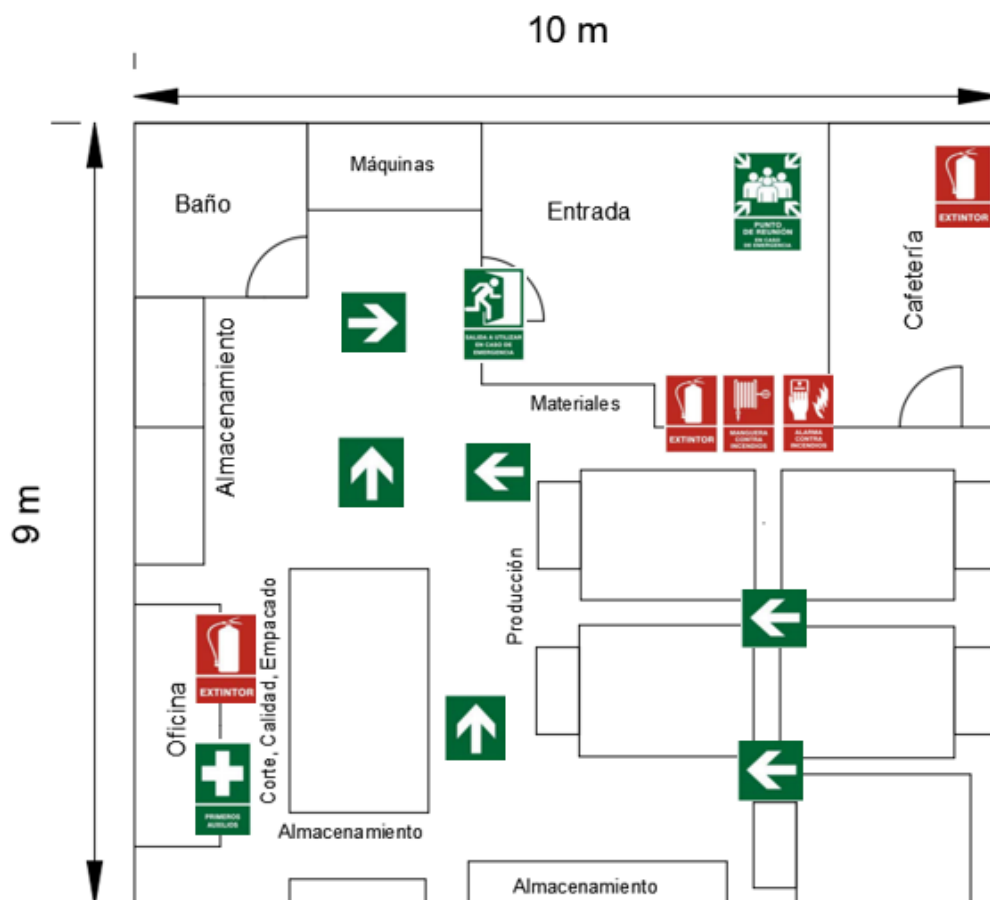 10 m
9 m
Baño
Máquinas
Entrada
PUNTO
DE REUNIÓN
EN CASO
DE EMERGENCIA
EXTINTOR
Cafetería
Almacenamiento
SALIDA A UTILIZAR
EN CASO DE
EMERGENCIA
Materiales
EXTINTOR
MANGUERA
CONTRA
INCENDIOS
ALARMA
CONTRA
INCENDIOS
Producción
Oficina
EXTINTOR
Corte, Calidad, Empacado
PRIMEROS
AUXILIOS
Almacenamiento
Almacenamiento